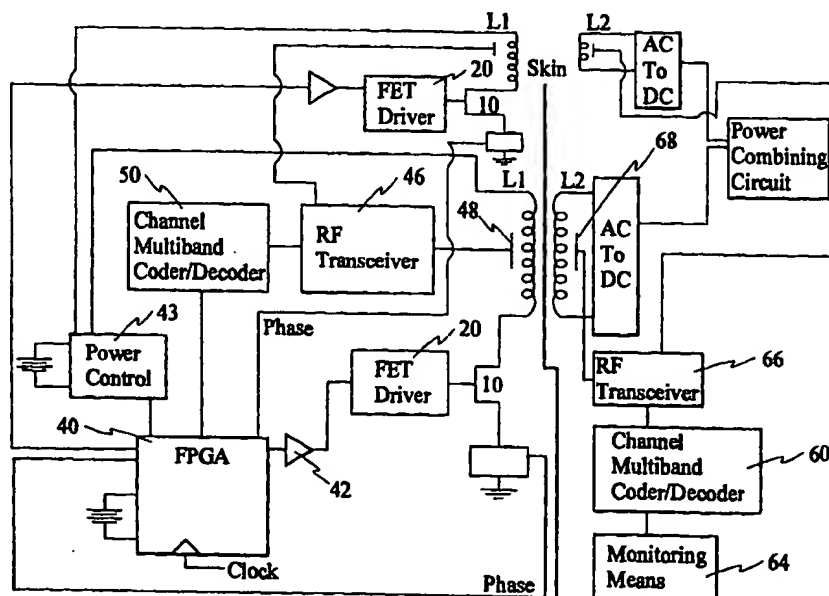 L1
L2
20
FET
Driver
10
Skin
AC
To
DC
Power
Combining
Circuit
50
Channel
Multiband
Coder/Decoder
46
RF
Transceiver
48
L1
L2
68
AC
To
DC
Phase
43
Power
Control
20
FET
Driver
10
RF
Transceiver
66
40
FPGA
42
Clock
Channel
Multiband
Coder/Decoder
60
Phase
Monitoring
Means
64